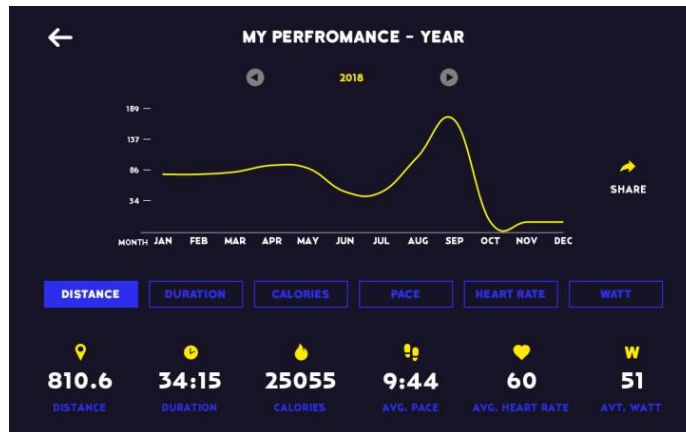 MY PERFROMANCE - YEAR
2018
189
137
86
34
SHARE
MONTH JAN FEB MAR APR MAY JUN JUL AUG SEP OCT NOV DEC
DISTANCE DURATION CALORIES PACE HEART RATE WATT
W
810.6 34:15 25055 9:44 60 51
DISTANCE DURATION CALORIES AVG. PACE AVG. HEART RATE AVT. WATT